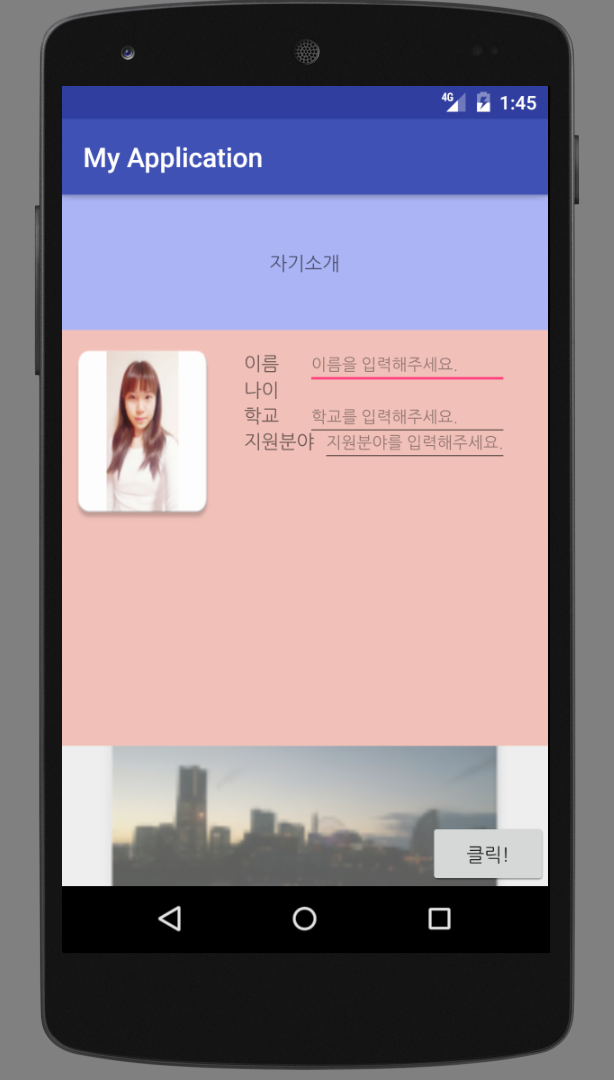 4G 1:45
My Application
자기소개
이름 이름을 입력해주세요.
나이
학교 학교를 입력해주세요.
지원분야 지원분야를 입력해주세요.
클릭!